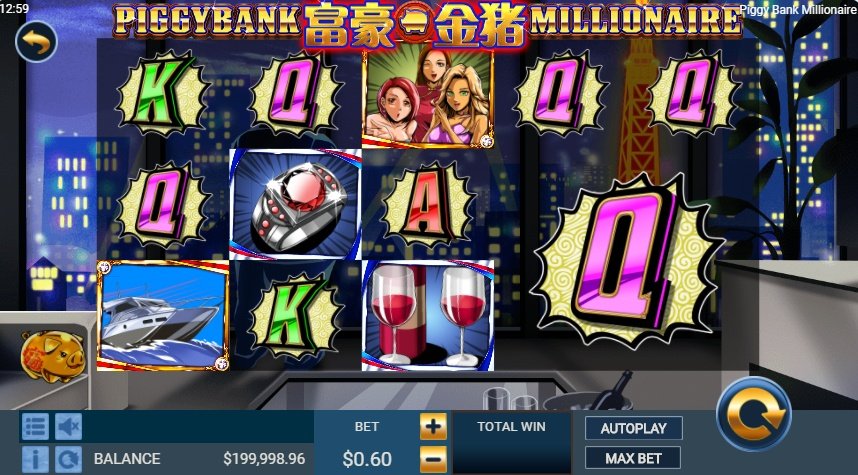 12:59
PIGGYBANK 富豪金猪 MILLIONAIRE
Piggy Bank Millionaire
K Q Q Q
Q A Q
K
BET
TOTAL WIN
AUTOPLAY
BALANCE $199,998.96
$0.60
MAX BET